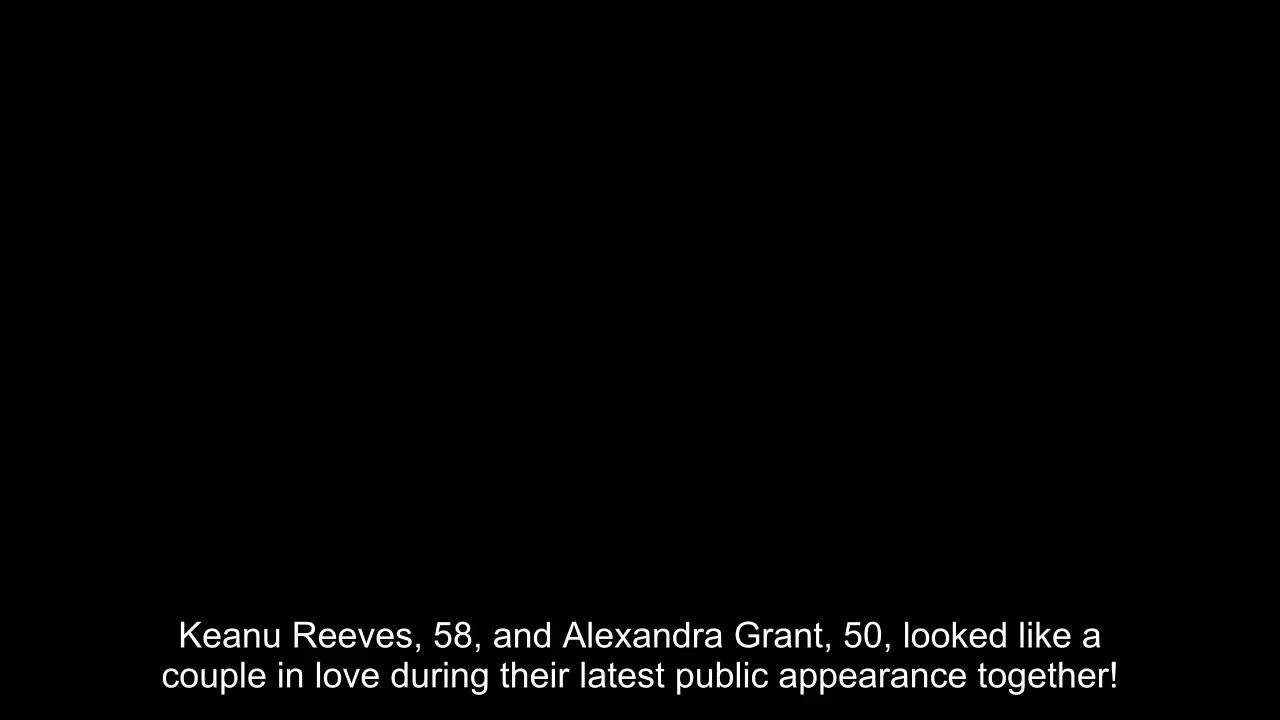 Keanu Reeves, 58, and Alexandra Grant, 50, looked like a
couple in love during their latest public appearance together!